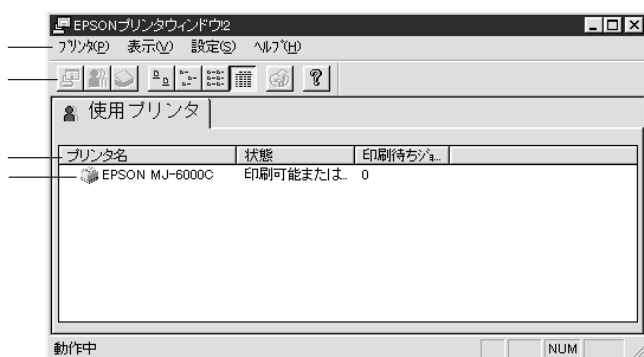 EPSONプリンタウィンドウ!2
プリンタ(P) 表示(V) 設定(S) ヘルプ(H)
使用プリンタ
プリンタ名 状態 印刷待ちジョ...
EPSON MJ-6000C 印刷可能または... 0
動作中 NUM